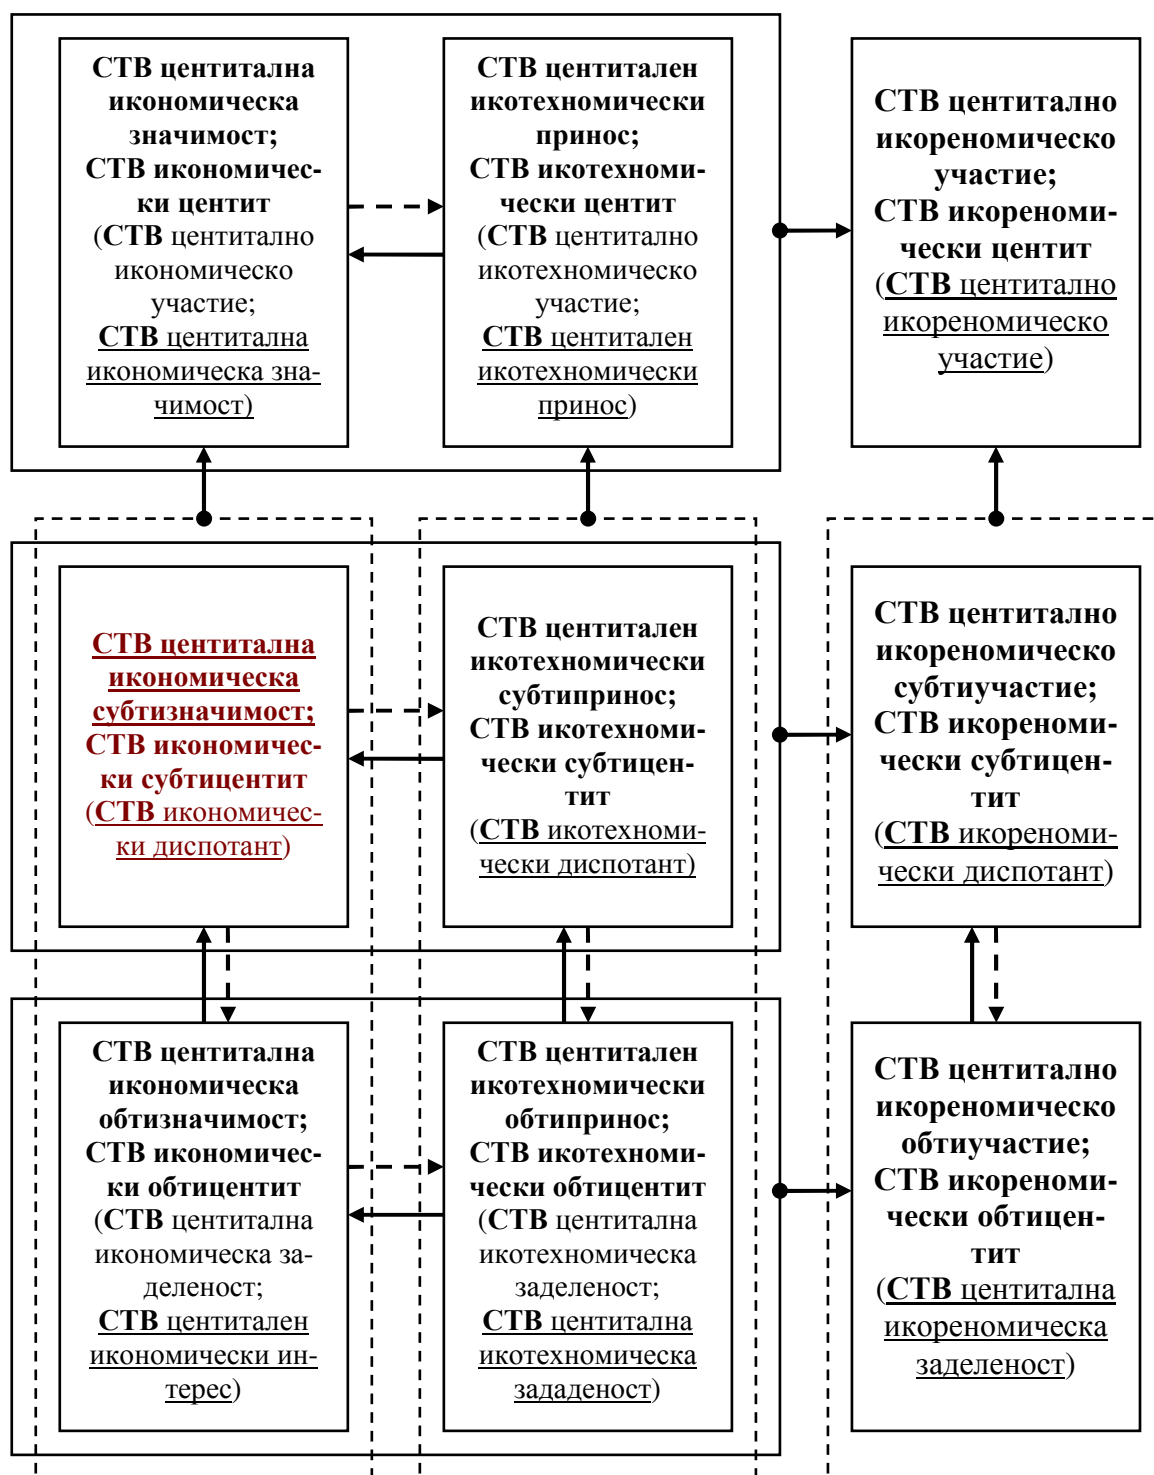 СТВ центитална
икономическа
значимост;
СТВ икономичес-
ки центит
(СТВ центитално
икономическо
участие;
СТВ центитална
икономическа зна-
чимост)
СТВ центитален
икотехномически
принос;
СТВ икотехноми-
чески центит
(СТВ центитално
икотехномическо
участие;
СТВ центитален
икотехномически
принос)
СТВ центитално
икореномическо
участие;
СТВ икореноми-
чески центит
(СТВ центитално
икореномическо
участие)
СТВ центитална
икономическа
субтизначимост;
СТВ икономичес-
ки субтицентит
(СТВ икономичес-
ки диспотант)
СТВ центитален
икотехномически
субтипринос;
СТВ икотехноми-
чески субтицен-
тит
(СТВ икотехноми-
чески диспотант)
СТВ центитално
икореномическо
субтиучастие;
СТВ икореноми-
чески субтицен-
тит
(СТВ икореноми-
чески диспотант)
СТВ центитална
икономическа
обтизначимост;
СТВ икономичес-
ки обтицентит
(СТВ центитална
икономическа за-
деленост;
СТВ центитален
икономически ин-
терес)
СТВ центитален
икотехномически
обтипринос;
СТВ икотехноми-
чески обтицентит
(СТВ центитална
икотехномическа
заделеност;
СТВ центитална
икотехномическа
зададеност)
СТВ центитално
икореномическо
обтиучастие;
СТВ икореноми-
чески обтицен-
тит
(СТВ центитална
икореномическа
заделеност)